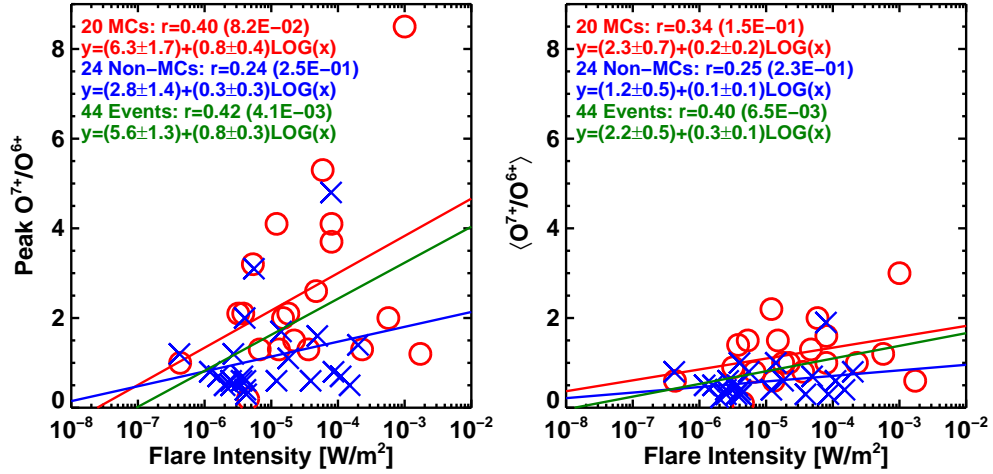 20 MCs: r=0.40 (8.2E−02)
y=(6.3±1.7)+(0.8±0.4)LOG(x)
24 Non−MCs: r=0.24 (2.5E−01)
y=(2.8±1.4)+(0.3±0.3)LOG(x)
44 Events: r=0.42 (4.1E−03)
y=(5.6±1.3)+(0.8±0.3)LOG(x)
8
6
4
2
0
Peak O⁷⁺/O⁶⁺
10⁻⁸ 10⁻⁷ 10⁻⁶ 10⁻⁵ 10⁻⁴ 10⁻³ 10⁻²
Flare Intensity [W/m²]
20 MCs: r=0.34 (1.5E−01)
y=(2.3±0.7)+(0.2±0.2)LOG(x)
24 Non−MCs: r=0.25 (2.3E−01)
y=(1.2±0.5)+(0.1±0.1)LOG(x)
44 Events: r=0.40 (6.5E−03)
y=(2.2±0.5)+(0.3±0.1)LOG(x)
8
6
4
2
0
⟨O⁷⁺/O⁶⁺⟩
10⁻⁸ 10⁻⁷ 10⁻⁶ 10⁻⁵ 10⁻⁴ 10⁻³ 10⁻²
Flare Intensity [W/m²]